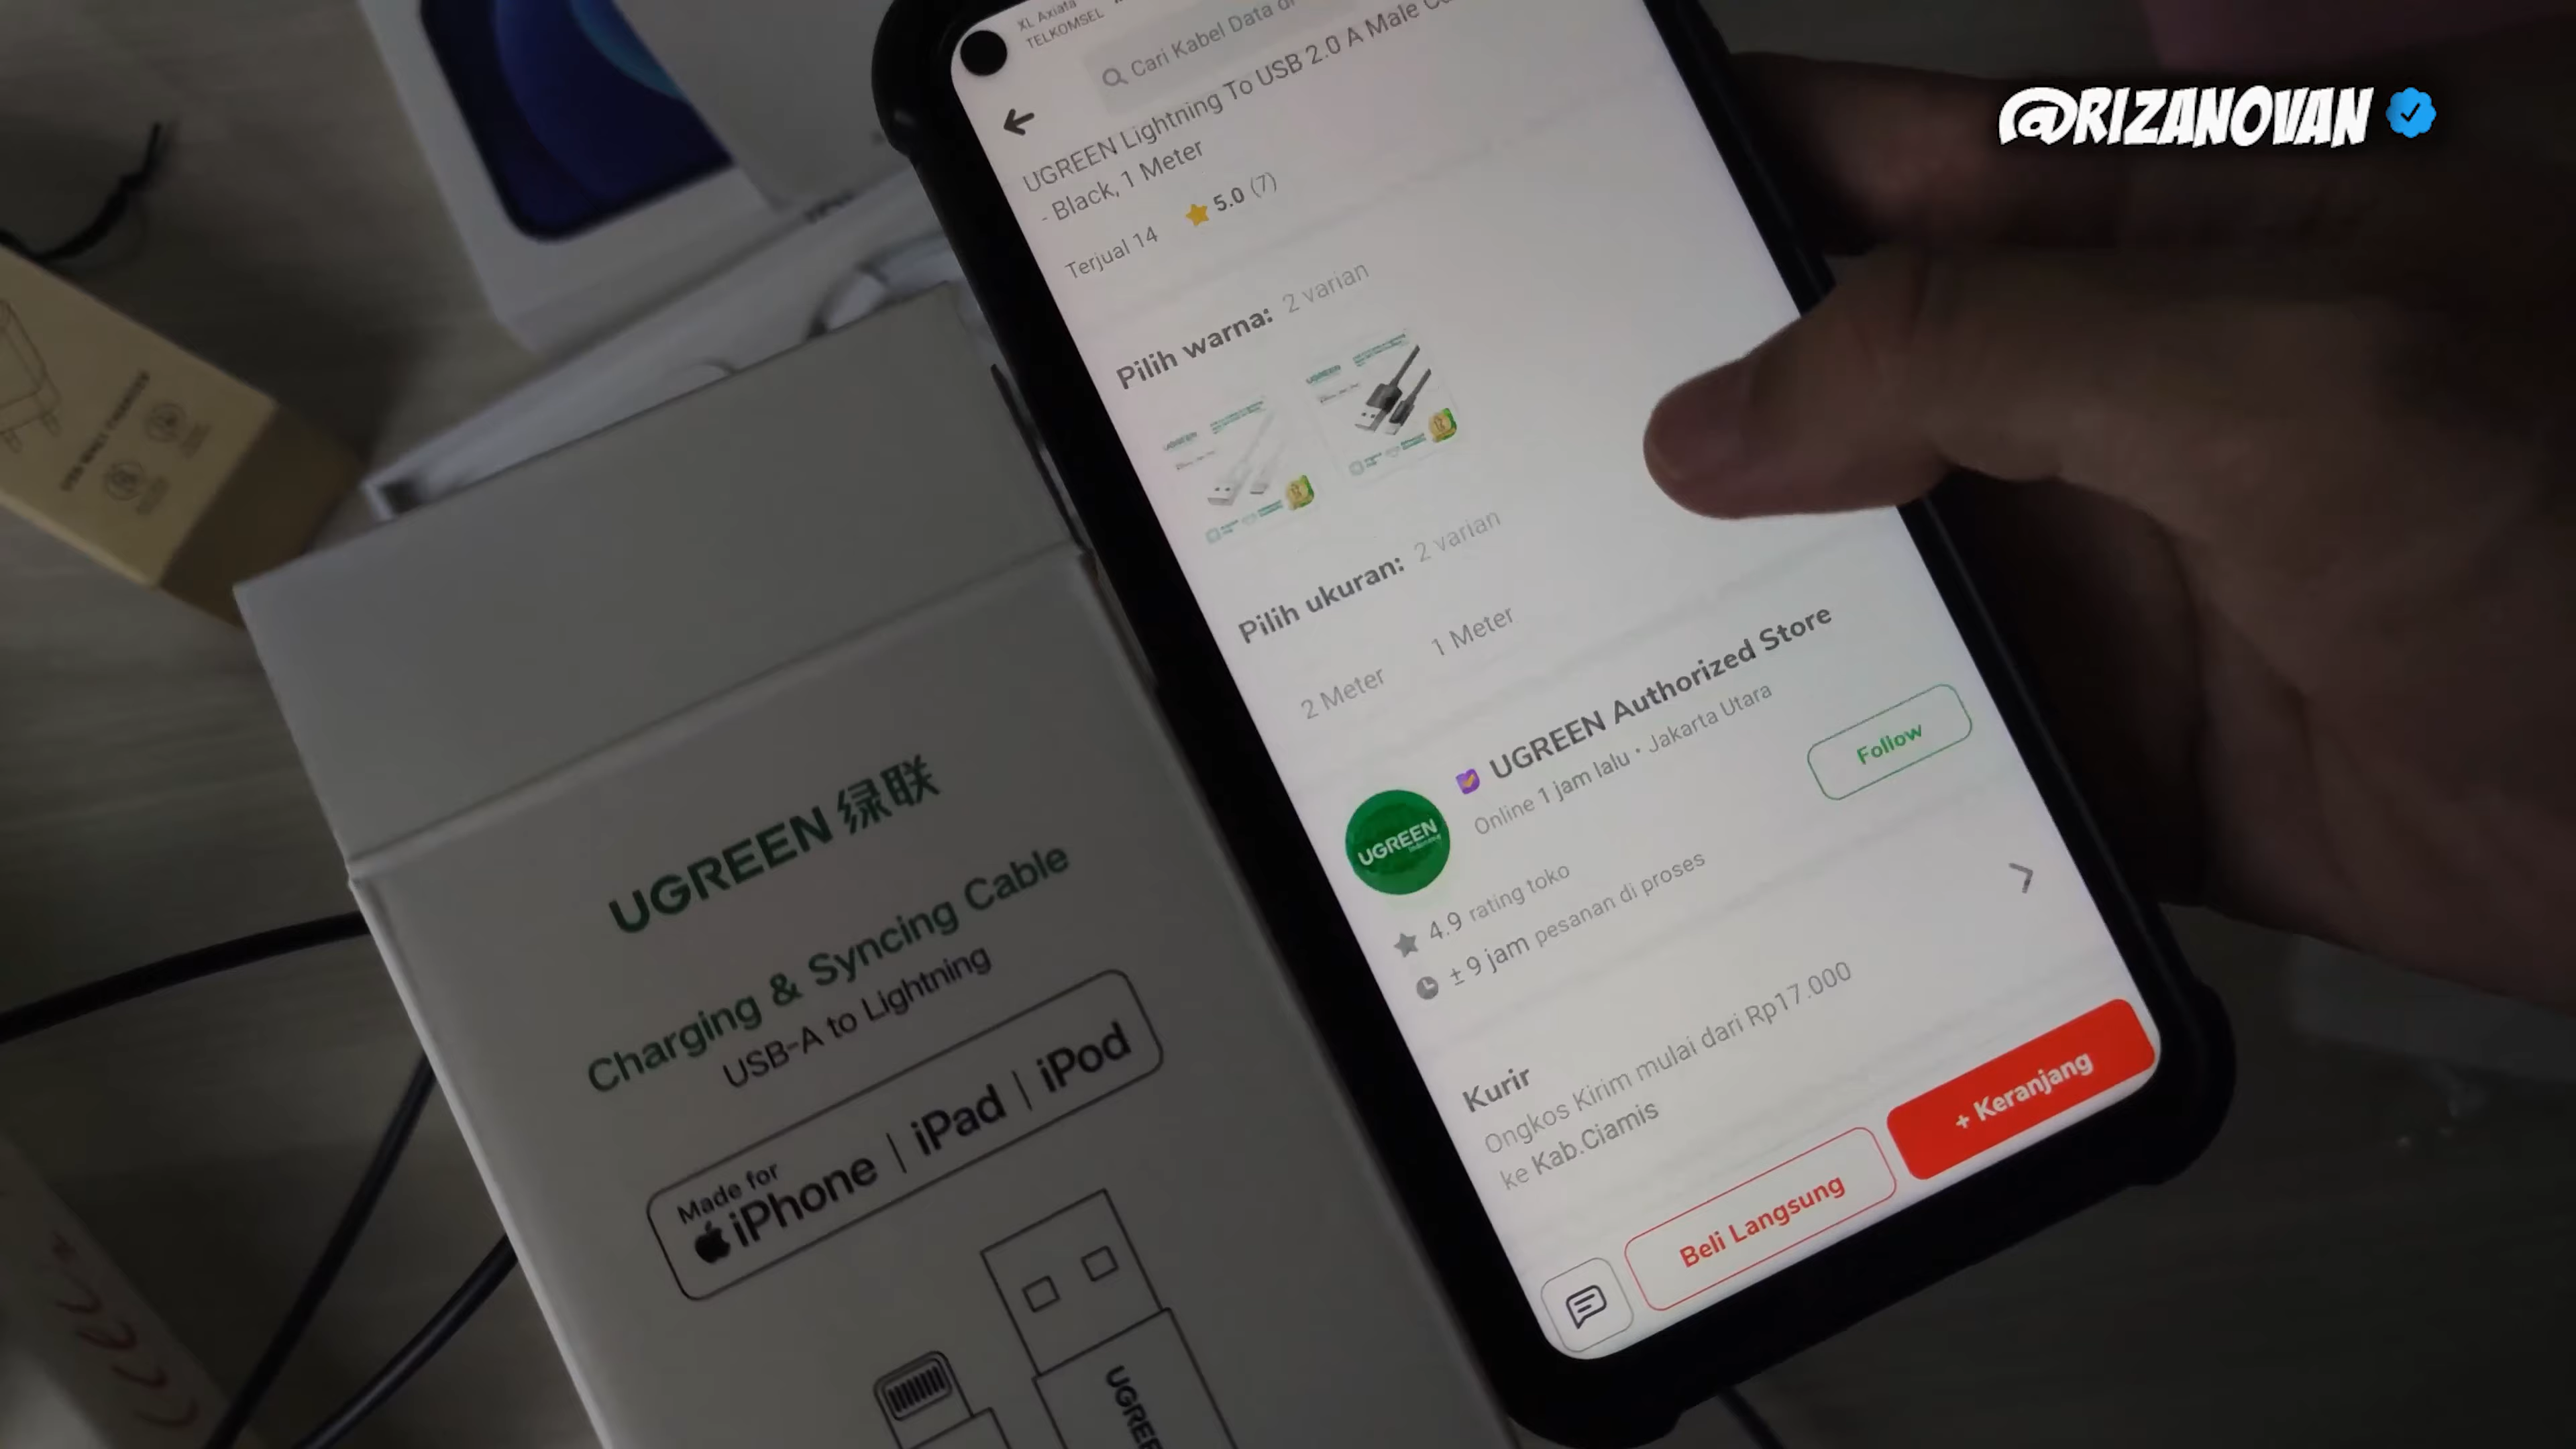 @RIZANOVAN
XL Axiata
TELKOMSEL
Cari Kabel Data di
UGREEN Lightning To USB 2.0 A Male
- Black, 1 Meter
Terjual 14 5.0 (7)
Pilih warna: 2 varian
UGREEN
Pilih ukuran: 2 varian
2 Meter 1 Meter
UGREEN
UGREEN Authorized Store
Online 1 jam lalu • Jakarta Utara
Follow
4.9 rating toko
± 9 jam pesanan di proses
Kurir
Ongkos Kirim mulai dari Rp17.000
ke Kab.Ciamis
Beli Langsung
+ Keranjang
UGREEN 绿联
Charging & Syncing Cable
USB-A to Lightning
Made for
iPhone | iPad | iPod
UGREE